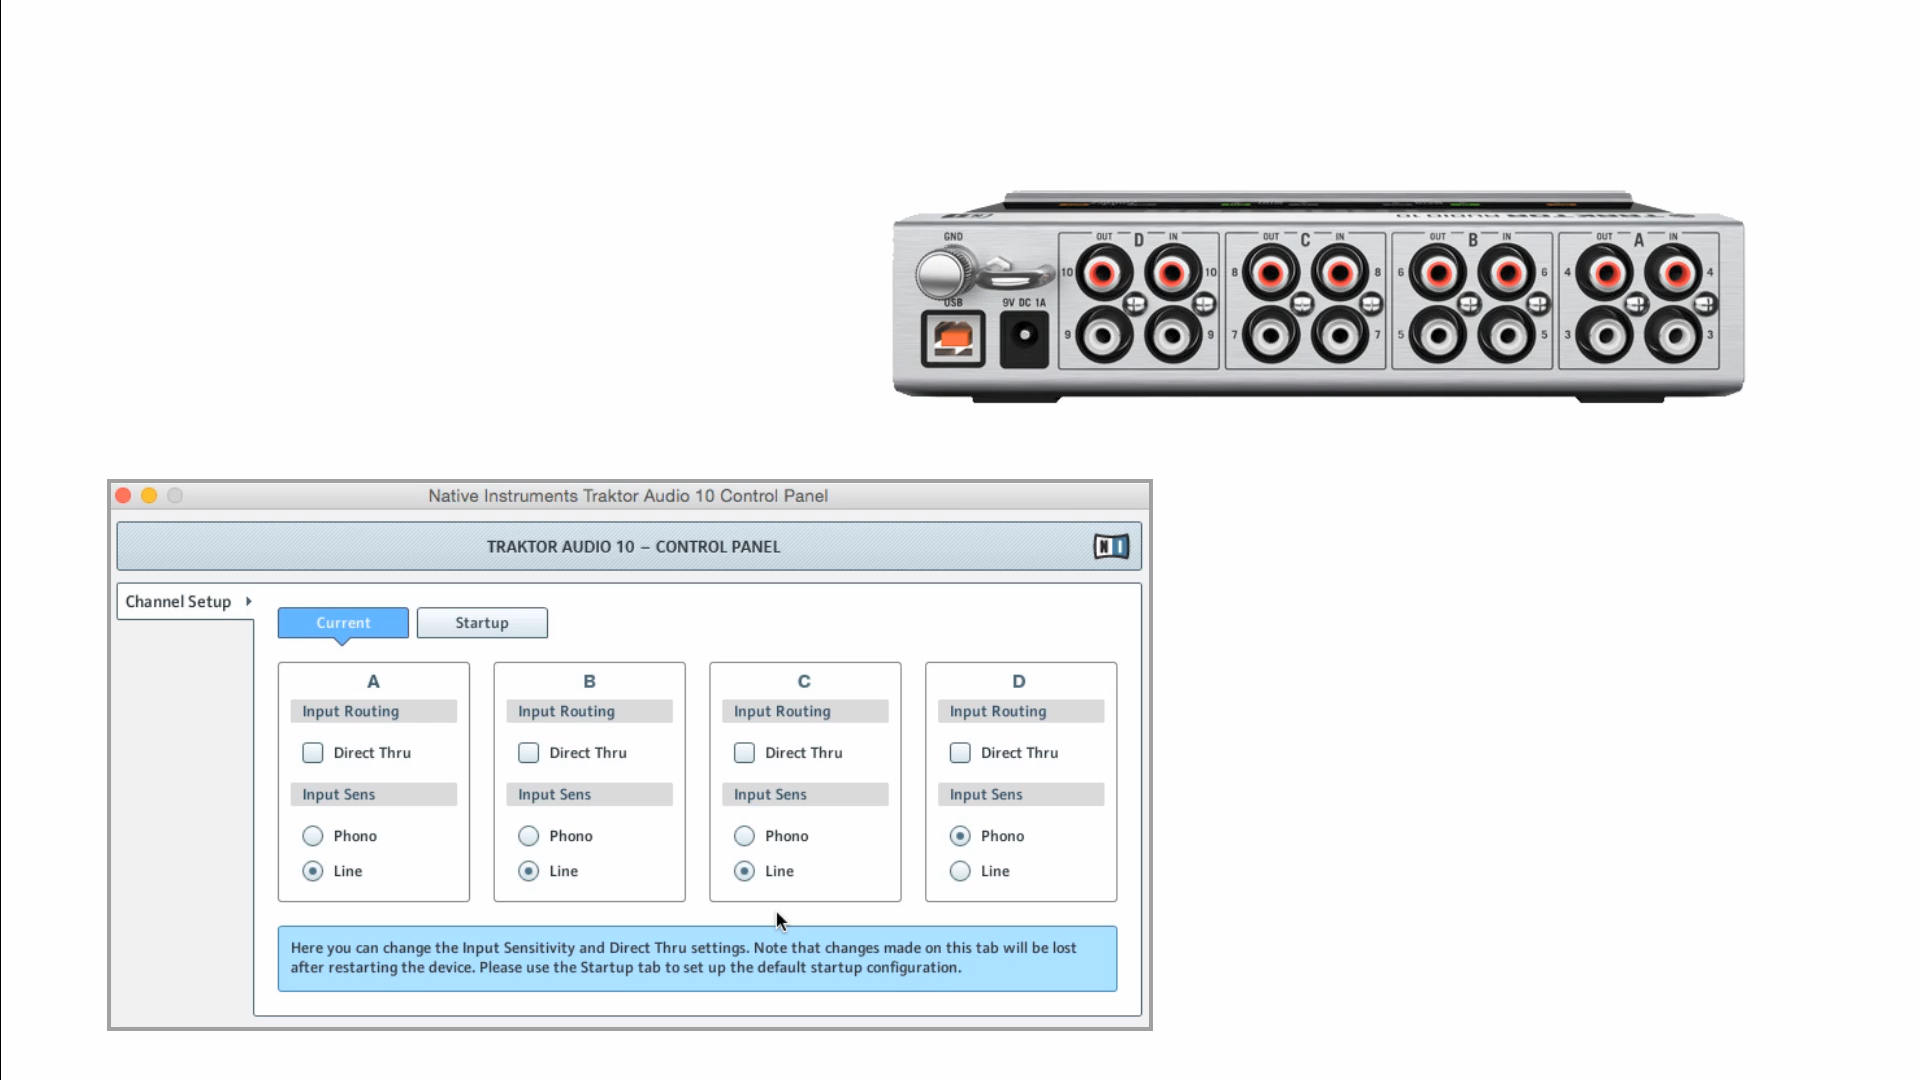 GND
USB
9V DC 1A
OUT D IN
10 10
9 9
OUT C IN
8 8
7 7
OUT B IN
6 6
5 5
OUT A IN
4 4
3 3
TRAKTOR AUDIO 10
Native Instruments Traktor Audio 10 Control Panel
TRAKTOR AUDIO 10 – CONTROL PANEL
NI
Channel Setup
Current Startup
A B C D
Input Routing Input Routing Input Routing Input Routing
Direct Thru Direct Thru Direct Thru Direct Thru
Input Sens Input Sens Input Sens Input Sens
Phono Phono Phono Phono
Line Line Line Line
Here you can change the Input Sensitivity and Direct Thru settings. Note that changes made on this tab will be lost
after restarting the device. Please use the Startup tab to set up the default startup configuration.